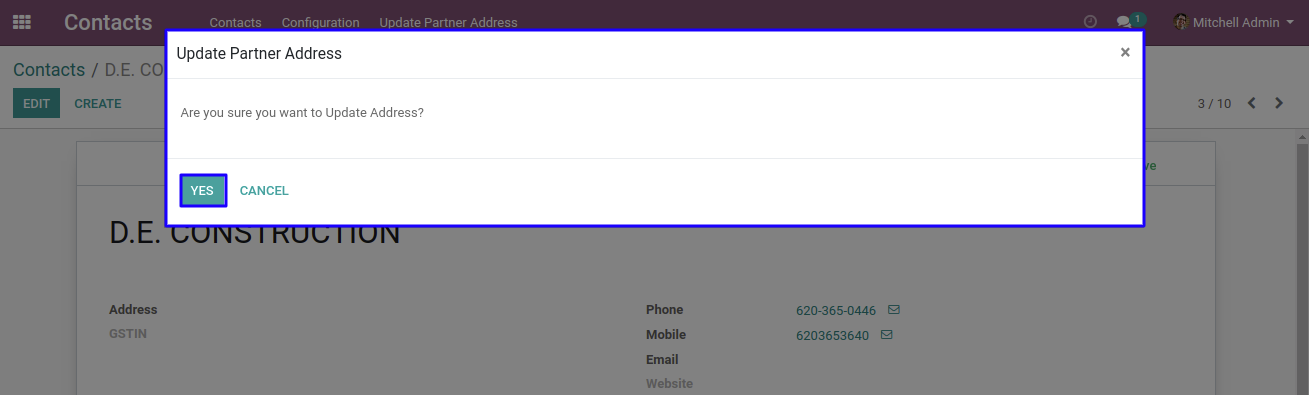 Contacts Contacts Configuration Update Partner Address 1 Mitchell Admin
Update Partner Address ×
Contacts / D.E. CO
EDIT CREATE 3 / 10
Are you sure you want to Update Address?
YES CANCEL
D.E. CONSTRUCTION
Address Phone 620-365-0446
GSTIN Mobile 6203653640
Email
Website